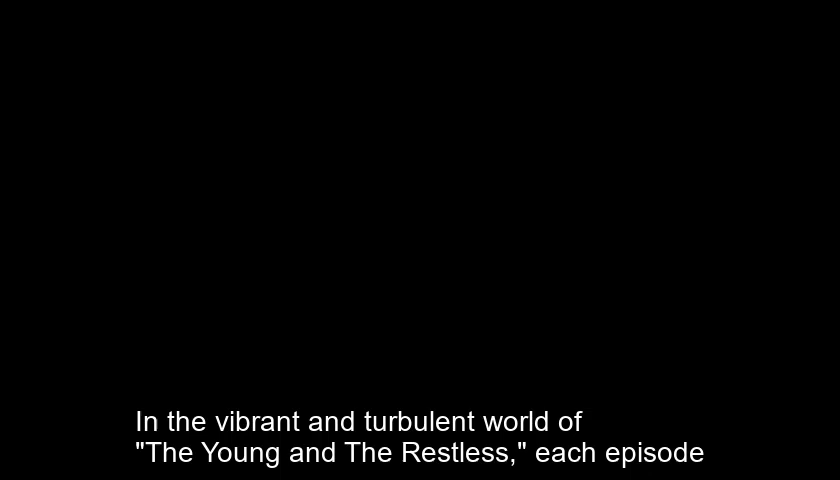 In the vibrant and turbulent world of
"The Young and The Restless," each episode